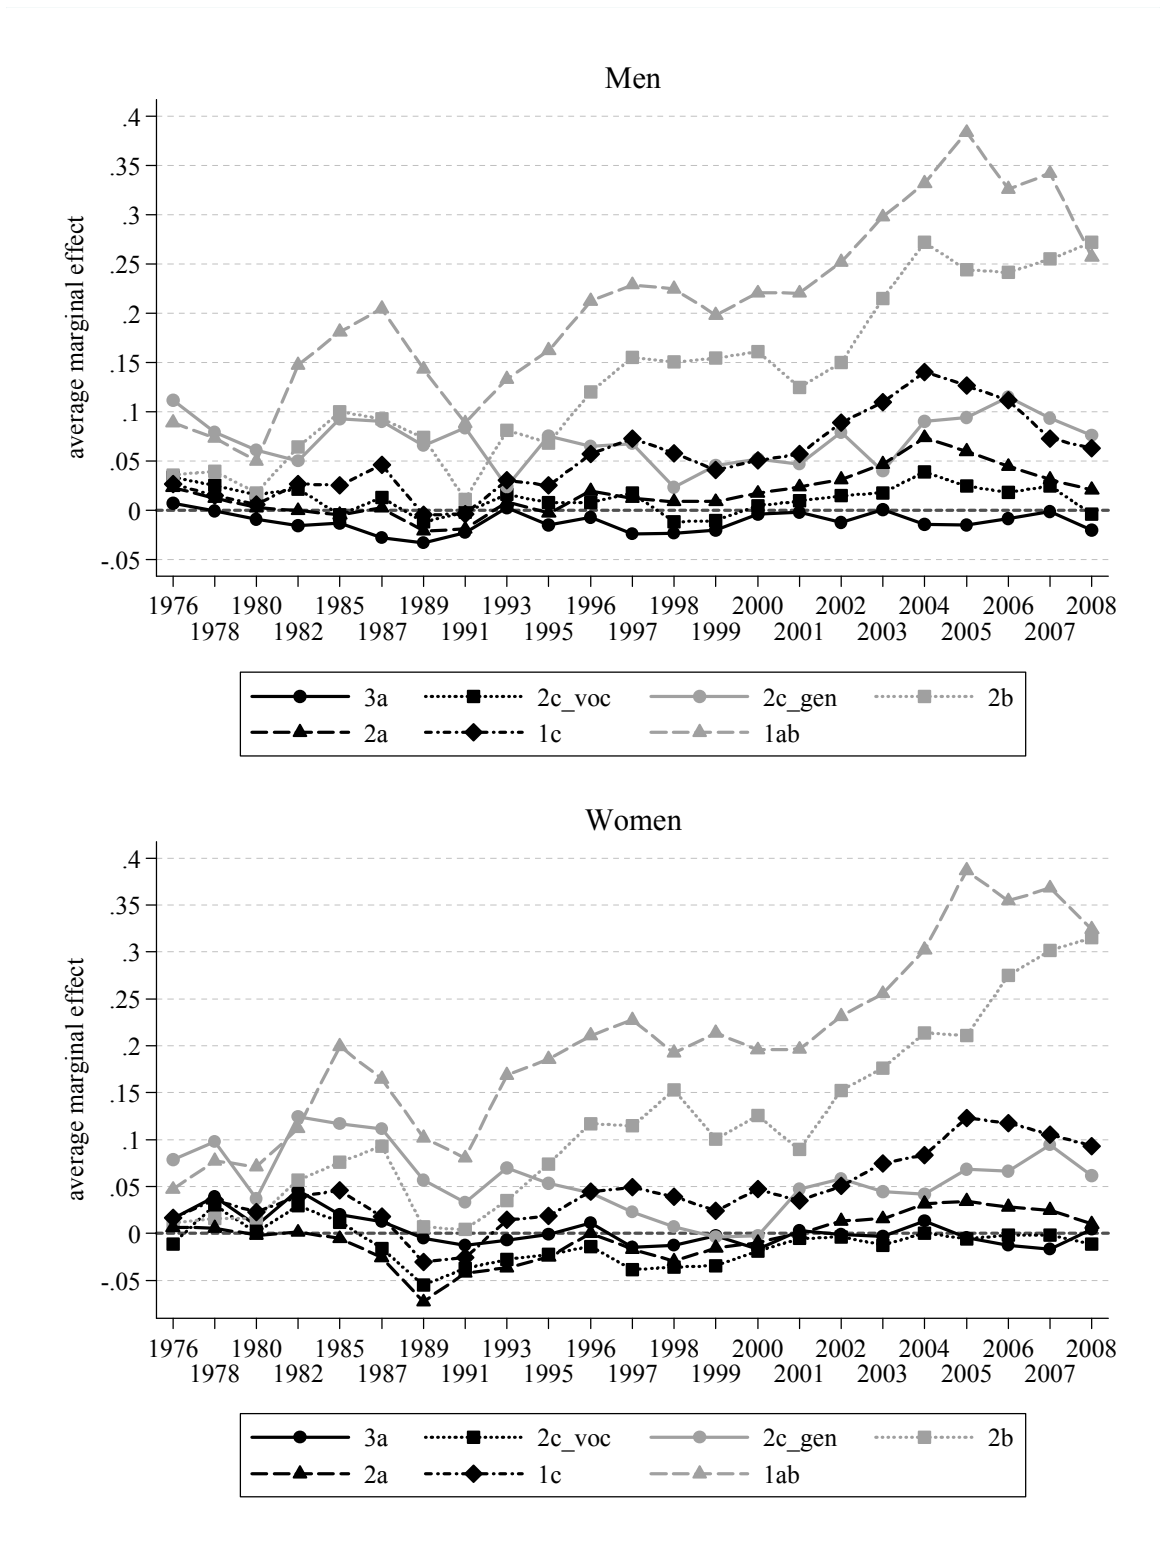 Men
average marginal effect
.4
.35
.3
.25
.2
.15
.1
.05
0
-.05
1976 1980 1985 1989 1993 1996 1998 2000 2002 2004 2006 2008
1978 1982 1987 1991 1995 1997 1999 2001 2003 2005 2007
3a 2c_voc 2c_gen 2b
2a 1c 1ab
Women
average marginal effect
.4
.35
.3
.25
.2
.15
.1
.05
0
-.05
1976 1980 1985 1989 1993 1996 1998 2000 2002 2004 2006 2008
1978 1982 1987 1991 1995 1997 1999 2001 2003 2005 2007
3a 2c_voc 2c_gen 2b
2a 1c 1ab